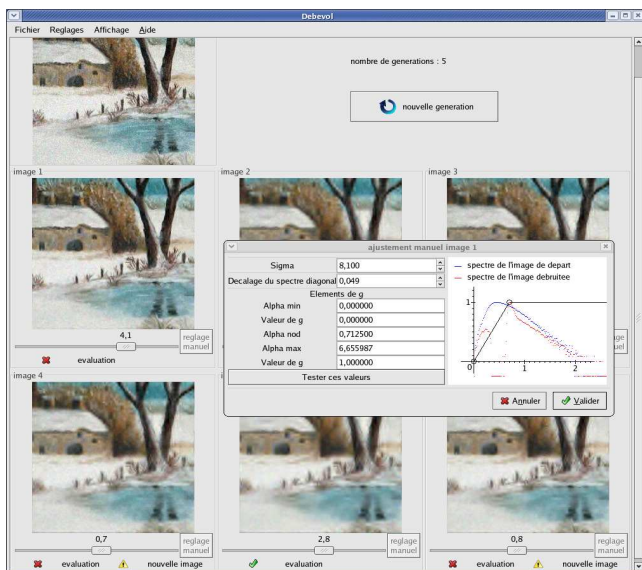 Debevol
Fichier Reglages Affichage Aide
nombre de generations : 5
nouvelle generation
image 1
image 2
image 3
ajustement manuel image 1
Sigma 8,100
Decalage du spectre diagonal 0,049
Elements de g
Alpha min 0,000000
Valeur de g 0,000000
Alpha nod 0,712500
Alpha max 6,655987
Valeur de g 1,000000
Tester ces valeurs
spectre de l'image de depart
spectre de l'image debruitee
1
0 1 2
Annuler Valider
4,1
reglage
manuel
evaluation
image 4
0,7
reglage
manuel
evaluation nouvelle image
2,8
reglage
manuel
evaluation
0,8
reglage
manuel
evaluation nouvelle image